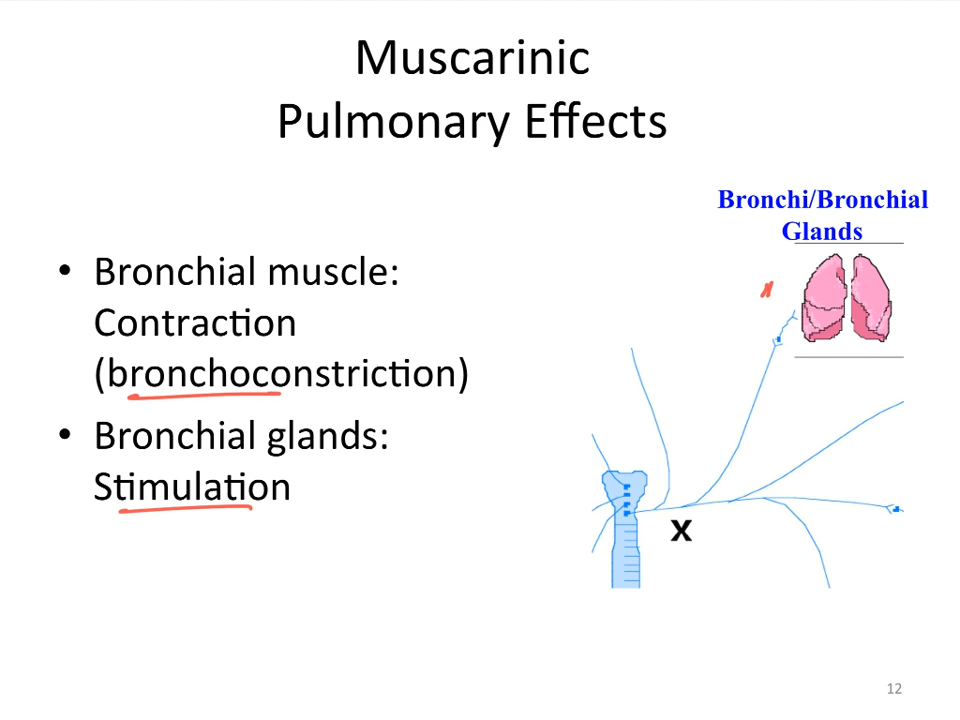 Muscarinic
Pulmonary Effects
• Bronchial muscle:
Contraction
(bronchoconstriction)
• Bronchial glands:
Stimulation
Bronchi/Bronchial
Glands
X
12